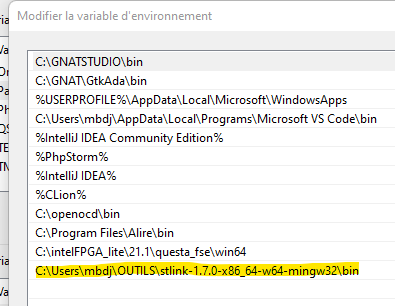 Modifier la variable d'environnement
C:\GNATSTUDIO\bin
C:\GNAT\GtkAda\bin
%USERPROFILE%\AppData\Local\Microsoft\WindowsApps
C:\Users\mbdj\AppData\Local\Programs\Microsoft VS Code\bin
%IntelliJ IDEA Community Edition%
%PhpStorm%
%IntelliJ IDEA%
%CLion%
C:\openocd\bin
C:\Program Files\Alire\bin
C:\intelFPGA_lite\21.1\questa_fse\win64
C:\Users\mbdj\OUTILS\stlink-1.7.0-x86_64-w64-mingw32\bin